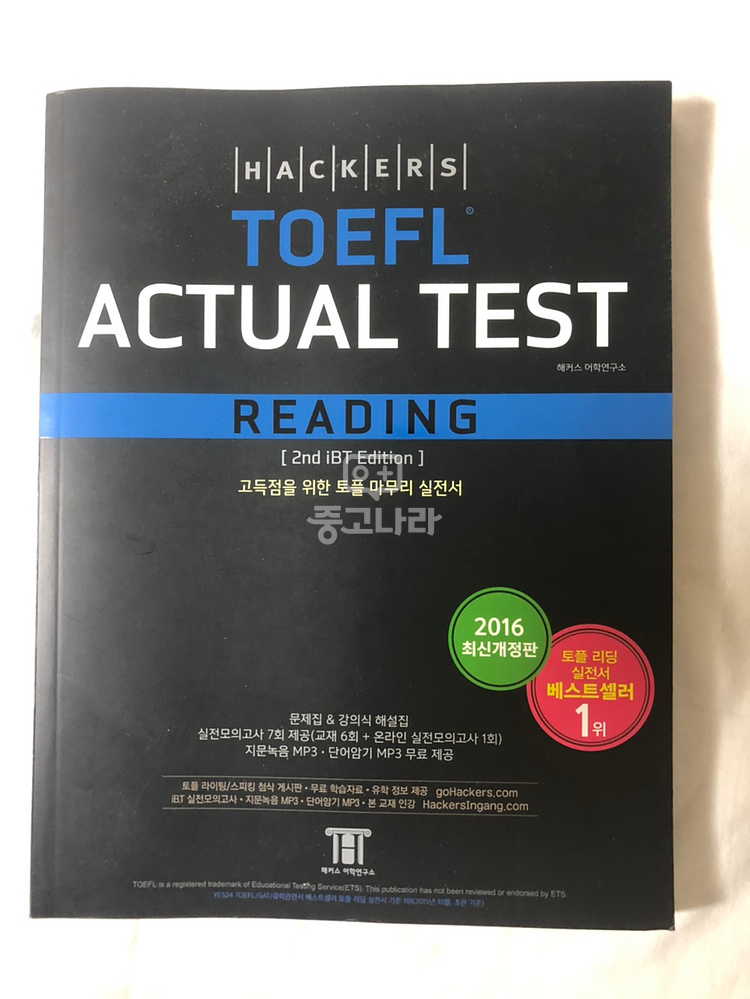 HACKERS
TOEFL®
ACTUAL TEST
해커스 어학연구소
READING
[ 2nd iBT Edition ]
고득점을 위한 토플 마무리 실전서
중고나라
2016
최신개정판
토플 리딩
실전서
베스트셀러
1위
문제집 & 강의식 해설집
실전모의고사 7회 제공(교재 6회 + 온라인 실전모의고사 1회)
지문녹음 MP3 · 단어암기 MP3 무료 제공
토플 라이팅/스피킹 첨삭 게시판 • 무료 학습자료 • 유학 정보 제공 goHackers.com
iBT 실전모의고사 • 지문녹음 MP3 • 단어암기 MP3 • 본 교재 인강 HackersIngang.com
해커스 어학연구소
TOEFL is a registered trademark of Educational Testing Service(ETS). This publication has not been reviewed or endorsed by ETS.
YES24 TOEFL/SAT/유학관련서 베스트셀러 토플 리딩 실전서 기준 1위(2015년 10월, 초판 기준)